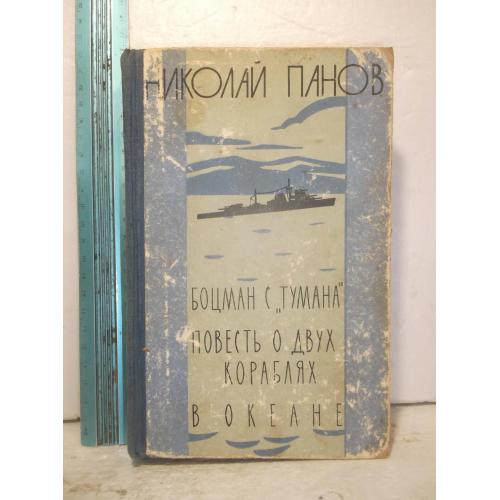 НИКОЛАЙ ПАНОВ
БОЦМАН С „ТУМАНА"
ПОВЕСТЬ О ДВУХ
КОРАБЛЯХ
В ОКЕАНЕ